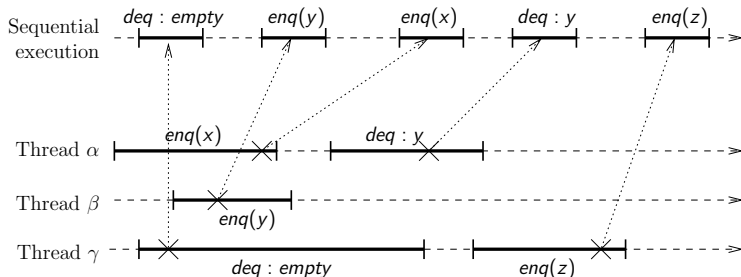 Sequential execution
deq : empty
enq(y)
enq(x)
deq : y
enq(z)
Thread α
enq(x)
deq : y
Thread β
enq(y)
Thread γ
deq : empty
enq(z)